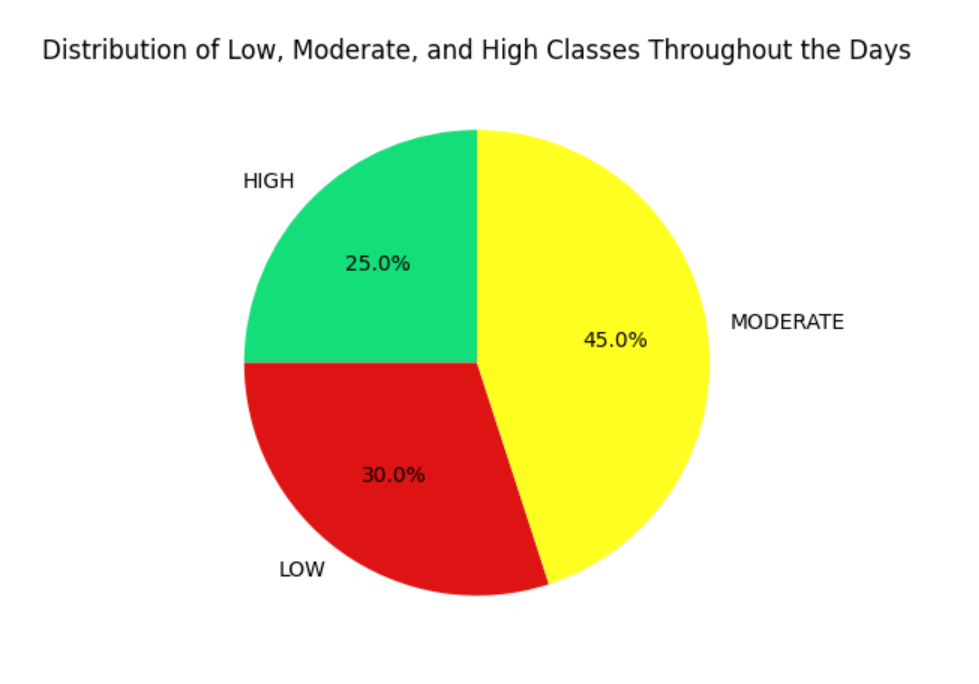 Distribution of Low, Moderate, and High Classes Throughout the Days
HIGH
25.0%
MODERATE
45.0%
30.0%
LOW